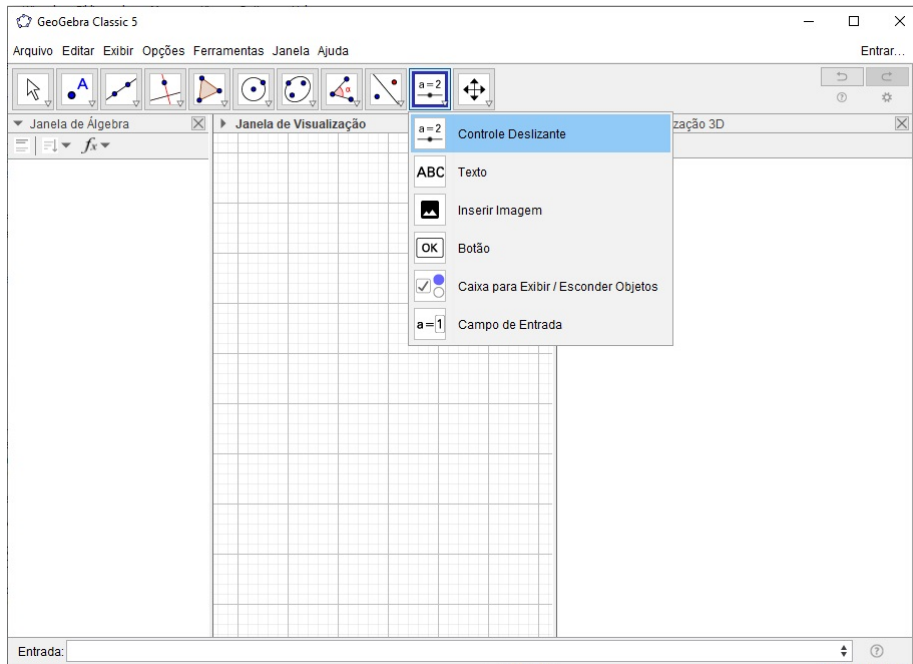 GeoGebra Classic 5
Arquivo Editar Exibir Opções Ferramentas Janela Ajuda
Entrar...
A
α
a=2
Janela de Álgebra
Janela de Visualização
zação 3D
fx
a=2 Controle Deslizante
ABC Texto
Inserir Imagem
OK Botão
Caixa para Exibir / Esconder Objetos
a=1 Campo de Entrada
Entrada: